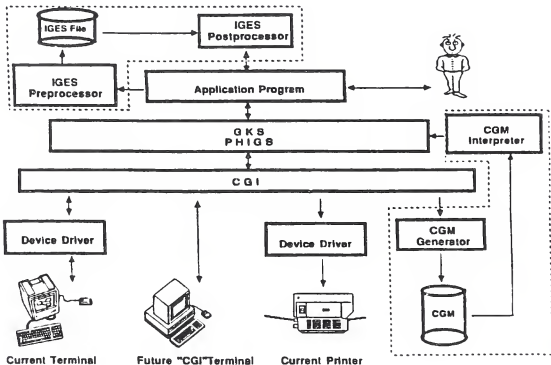 IGES File
IGES
Postprocessor
IGES
Preprocessor
Application Program
GKS
PHIGS
CGM
Interpreter
CGI
Device Driver
Device Driver
CGM
Generator
CGM
Current Terminal
Future "CGI" Terminal
Current Printer